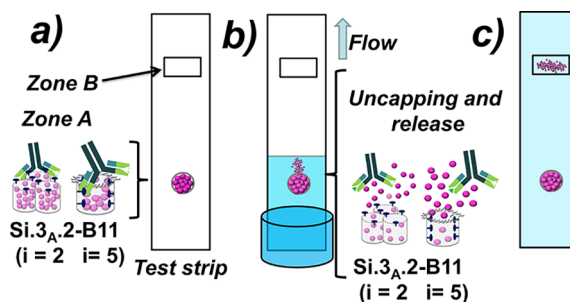 a)
Zone B
Zone A
Si.3A.2-B11
(i = 2 i= 5)
Test strip
b)
Flow
Uncapping and
release
Si.3A.2-B11
(i = 2 i= 5)
c)